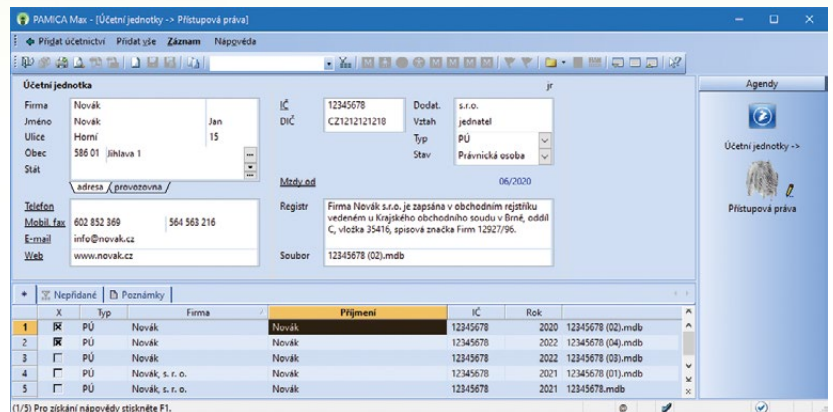 PAMICA Max - [Účetní jednotky -> Přístupová práva]
Přidat účetnictví Přidat vše Záznam Nápověda
Účetní jednotka jr
Firma Novák IČ 12345678 Dodat. s.r.o.
Jméno Novák Jan DIČ CZ1212121218 Vztah jednatel
Ulice Horní 15 Typ PÚ
Obec 586 01 Jihlava 1 Stav Právnická osoba
Stát
Mzdy od 06/2020
adresa provozovna
Telefon Registr Firma Novák s.r.o. je zapsána v obchodním rejstříku
Mobil. fax 602 852 369 564 563 216 vedeném u Krajského obchodního soudu v Brně, oddíl
E-mail info@novak.cz C, vložka 35416, spisová značka Firm 12927/96.
Web www.novak.cz Soubor 12345678 (02).mdb
Agendy
Účetní jednotky ->
Přístupová práva
Nepřidané Poznámky
X Typ Firma Příjmení IČ Rok
1 PÚ Novák Novák 12345678 2020 12345678 (02).mdb
2 PÚ Novák Novák 12345678 2022 12345678 (04).mdb
3 PÚ Novák Novák 12345678 2022 12345678 (03).mdb
4 PÚ Novák, s. r. o. Novák 12345678 2021 12345678 (01).mdb
5 PÚ Novák, s. r. o. Novák 12345678 2021 12345678.mdb
(1/5) Pro získání nápovědy stiskněte F1.